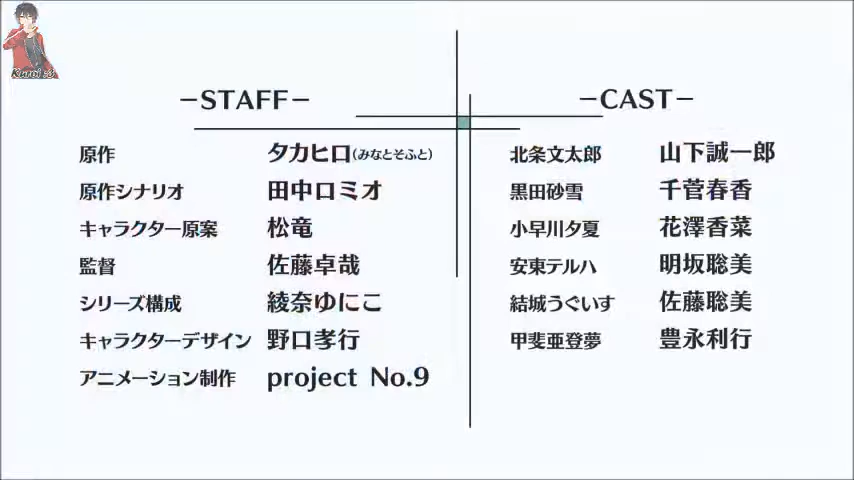 −STAFF−
原作 タカヒロ(みなとそふと)
原作シナリオ 田中ロミオ
キャラクター原案 松竜
監督 佐藤卓哉
シリーズ構成 綾奈ゆにこ
キャラクターデザイン 野口孝行
アニメーション制作 project No.9
−CAST−
北条文太郎 山下誠一郎
黒田砂雪 千菅春香
小早川夕夏 花澤香菜
安東テルハ 明坂聡美
結城うぐいす 佐藤聡美
甲斐亜登夢 豊永利行